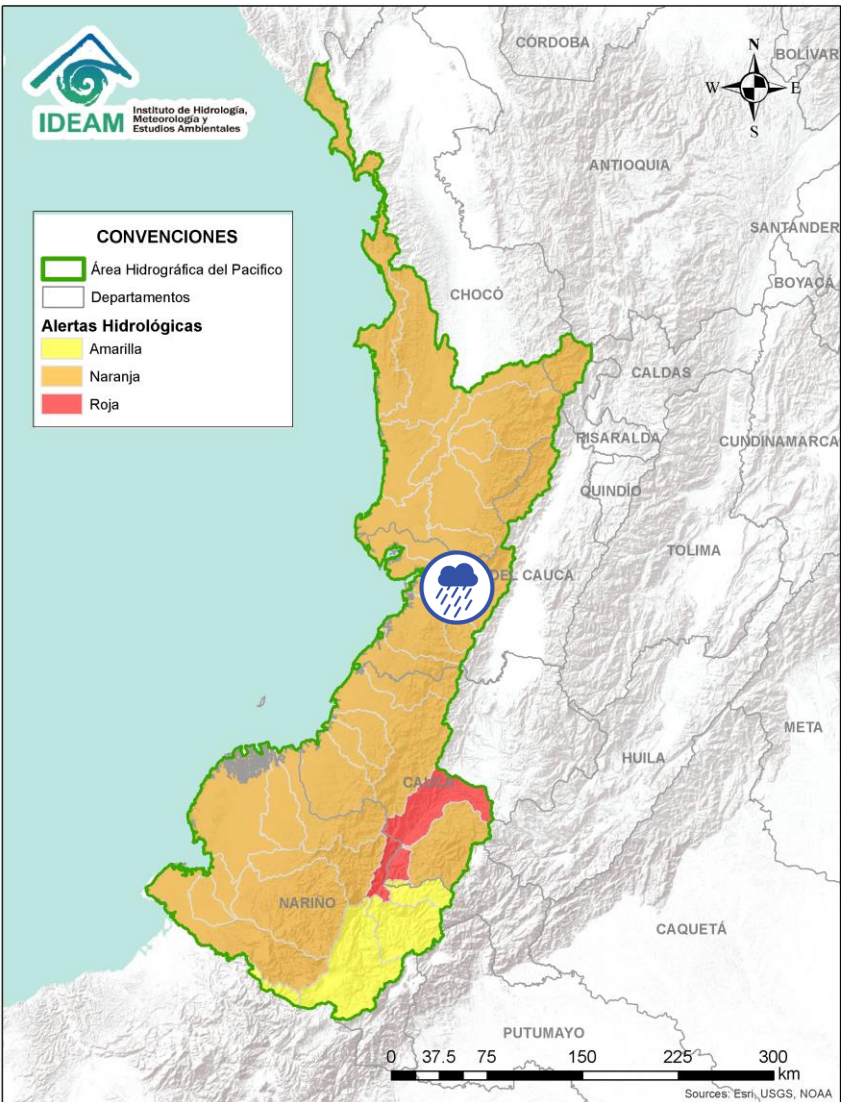 IDEAM
Instituto de Hidrología,
Meteorología y
Estudios Ambientales
N
W
E
S
CÓRDOBA
BOLIVAR
ANTIOQUIA
SANTANDER
BOYACÁ
CHOCÓ
CONVENCIONES
Área Hidrográfica del Pacifico
Departamentos
Alertas Hidrológicas
Amarilla
Naranja
Roja
CALDAS
RISARALDA
CUNDINAMARCA
QUINDÍO
TOLIMA
DEL CAUCA
META
HUILA
CAUCA
NARIÑO
CAQUETÁ
PUTUMAYO
0 37.5 75 150 225 300
km
Sources: Esri, USGS, NOAA